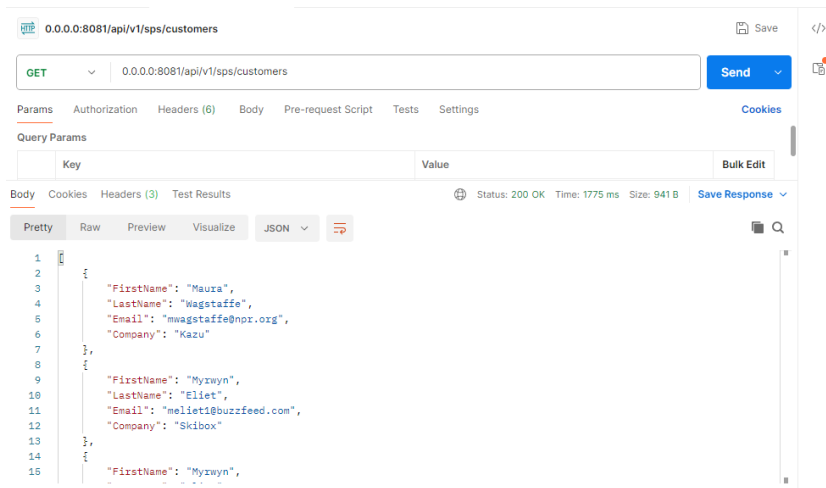 HTTP 0.0.0.0:8081/api/v1/sps/customers Save </>
GET 0.0.0.0:8081/api/v1/sps/customers Send
Params Authorization Headers (6) Body Pre-request Script Tests Settings Cookies
Query Params
Key Value Bulk Edit
Body Cookies Headers (3) Test Results Status: 200 OK Time: 1775 ms Size: 941 B Save Response
Pretty Raw Preview Visualize JSON
1 [
2 {
3 "FirstName": "Maura",
4 "LastName": "Wagstaffe",
5 "Email": "mwagstaffe@npr.org",
6 "Company": "Kazu"
7 },
8 {
9 "FirstName": "Myrwyn",
10 "LastName": "Eliet",
11 "Email": "meliet1@buzzfeed.com",
12 "Company": "Skibox"
13 },
14 {
15 "FirstName": "Myrwyn",